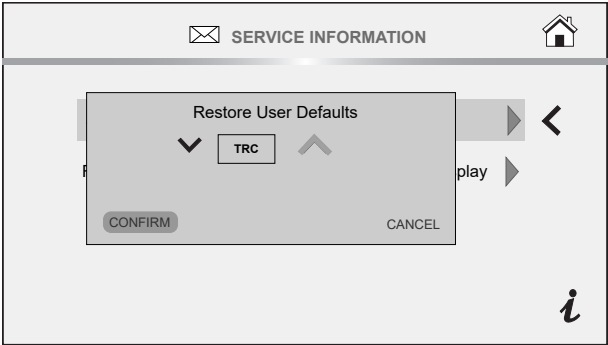 SERVICE INFORMATION
Restore User Defaults
TRC
play
CONFIRM
CANCEL
i